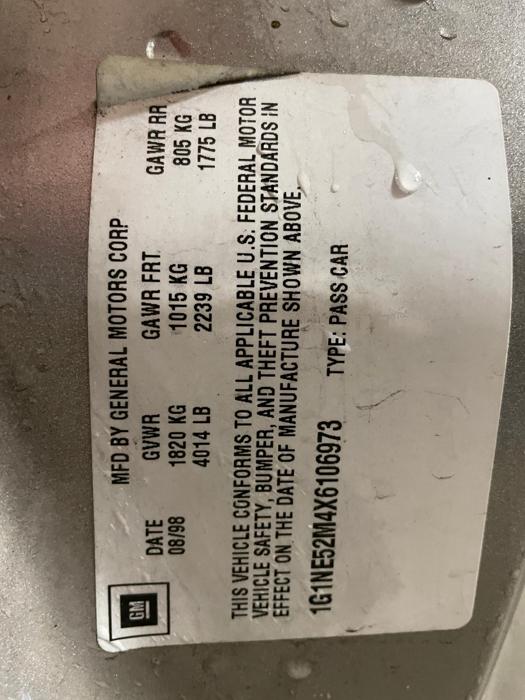 GM
MFD BY GENERAL MOTORS CORP
DATE GVWR GAWR FRT GAWR RR
08/98 1820 KG 1015 KG 805 KG
4014 LB 2239 LB 1775 LB
THIS VEHICLE CONFORMS TO ALL APPLICABLE U.S. FEDERAL MOTOR
VEHICLE SAFETY, BUMPER, AND THEFT PREVENTION STANDARDS IN
EFFECT ON THE DATE OF MANUFACTURE SHOWN ABOVE.
1G1NE52M4X6106973 TYPE: PASS CAR